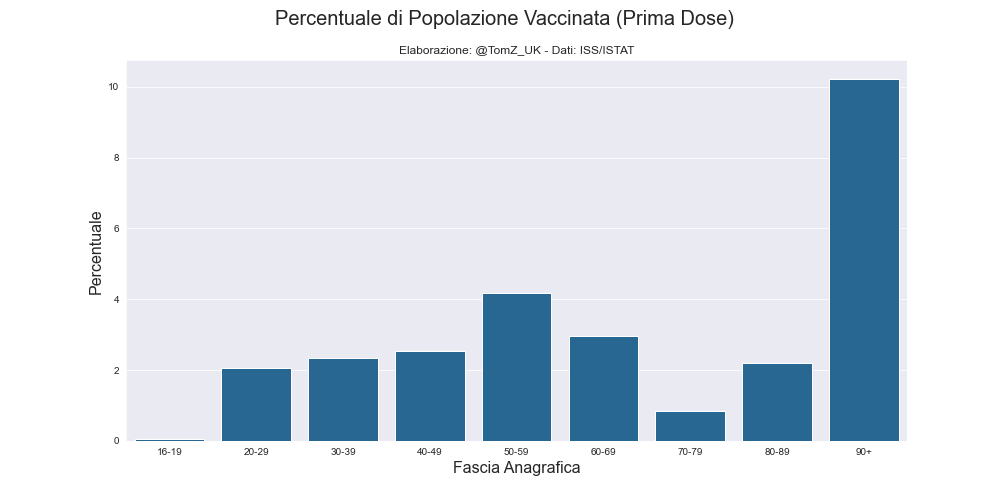 Percentuale di Popolazione Vaccinata (Prima Dose)
Elaborazione: @TomZ_UK - Dati: ISS/ISTAT
10
8
6
4
2
0
Percentuale
16-19 20-29 30-39 40-49 50-59 60-69 70-79 80-89 90+
Fascia Anagrafica